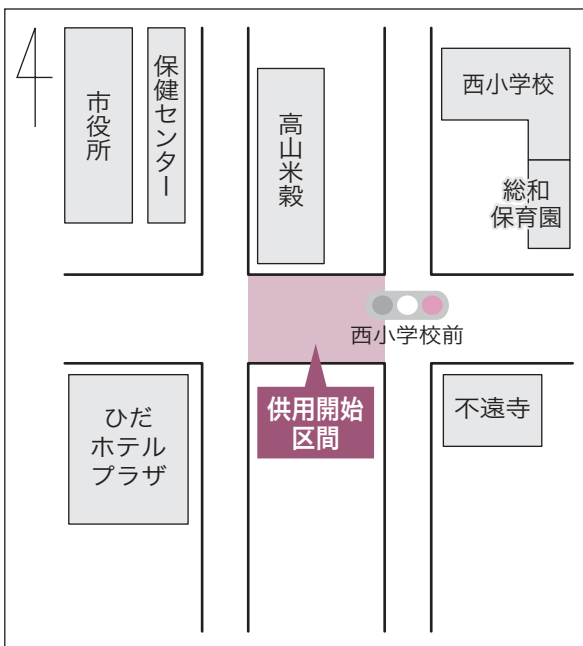 市役所
保健センター
高山米穀
西小学校
総和
保育園
西小学校前
供用開始
区間
ひだ
ホテル
プラザ
不遠寺